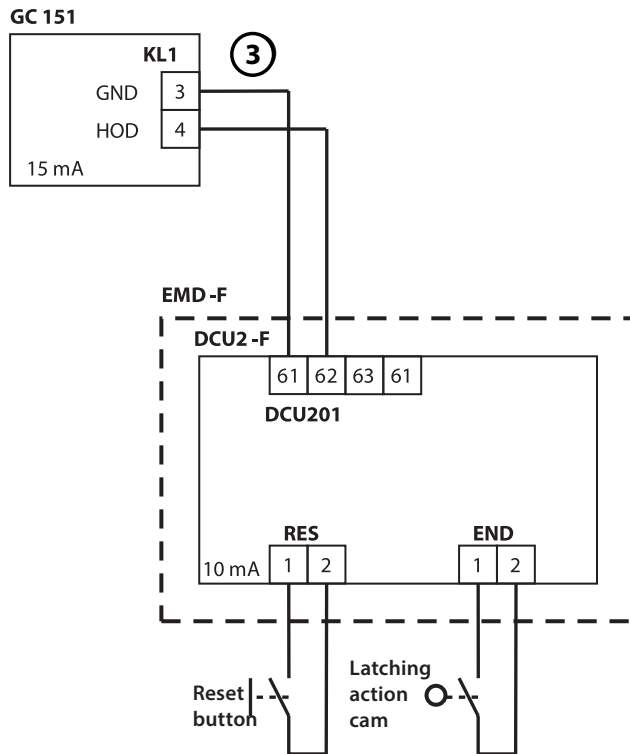 GC 151
KL1
3
GND 3
HOD 4
15 mA
EMD -F
DCU2 -F
61 62 63 61
DCU201
RES END
10 mA 1 2 1 2
Reset
button
Latching
action
cam